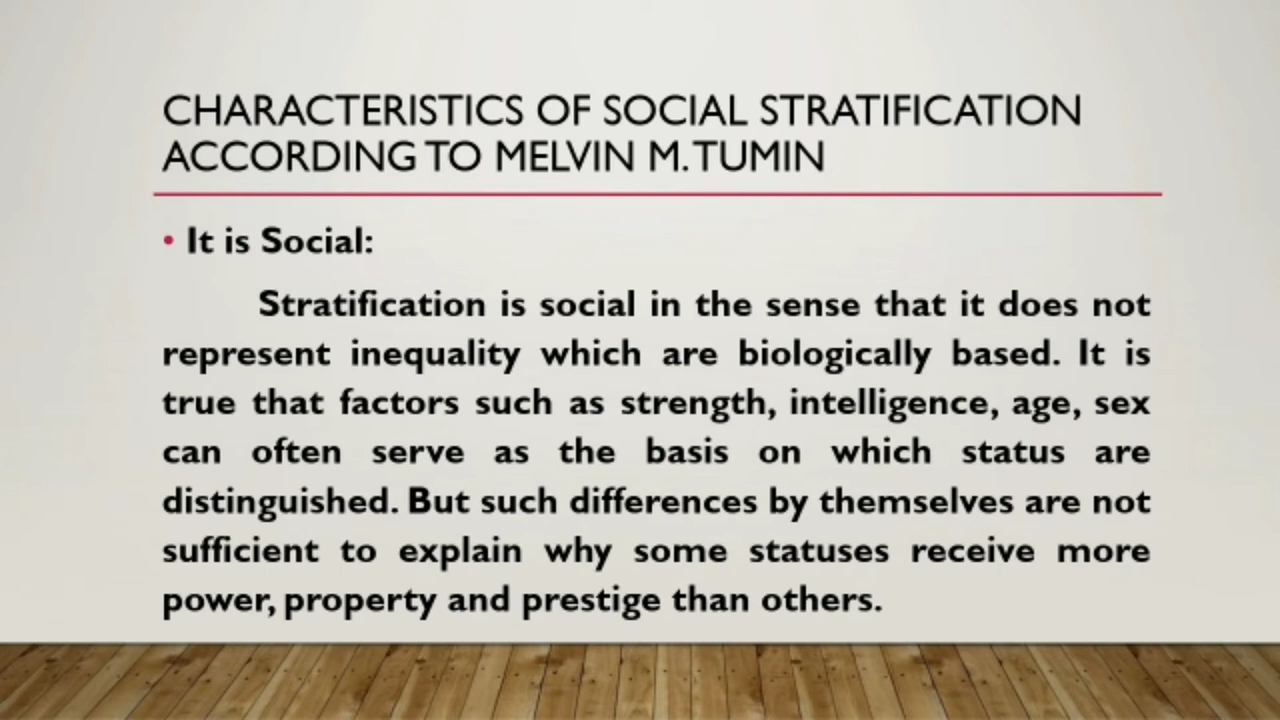 CHARACTERISTICS OF SOCIAL STRATIFICATION
ACCORDING TO MELVIN M. TUMIN
• It is Social:
Stratification is social in the sense that it does not
represent inequality which are biologically based. It is
true that factors such as strength, intelligence, age, sex
can often serve as the basis on which status are
distinguished. But such differences by themselves are not
sufficient to explain why some statuses receive more
power, property and prestige than others.